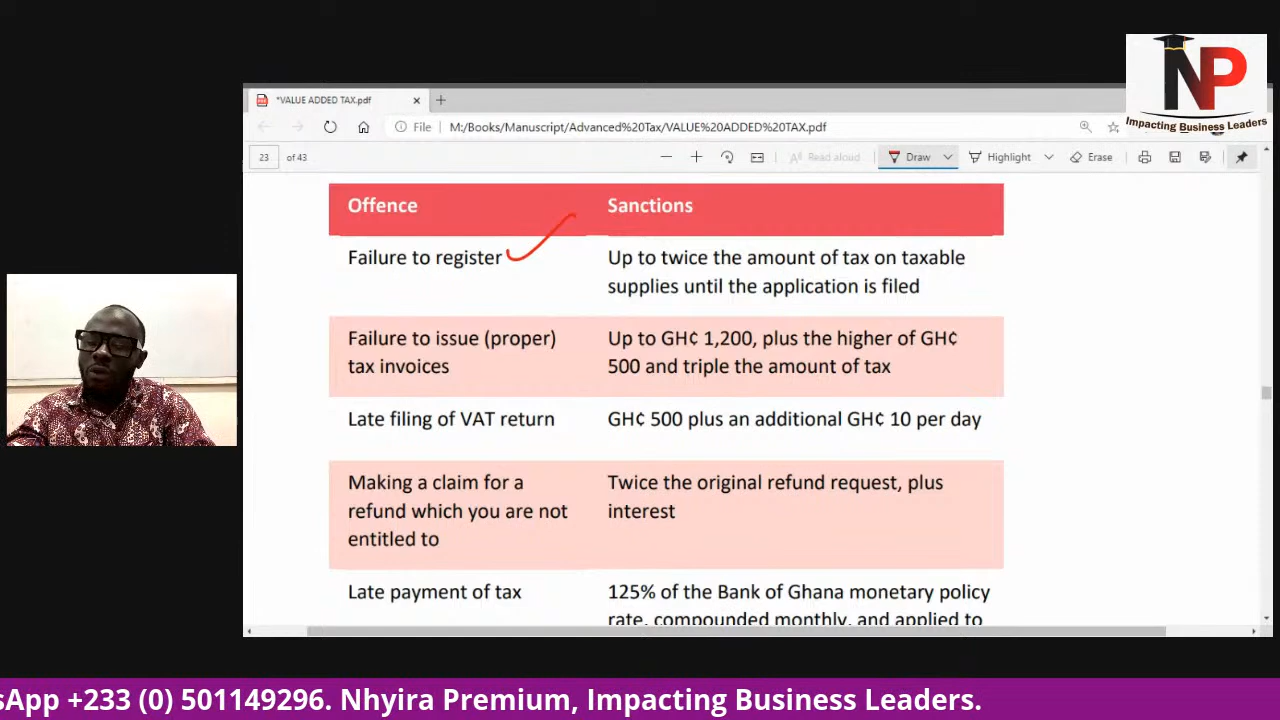 NP
Impacting Business Leaders
*VALUE ADDED TAX.pdf
File M:/Books/Manuscript/Advanced%20Tax/VALUE%20ADDED%20TAX.pdf
23 of 43 Read aloud Draw Highlight Erase
Offence Sanctions
Failure to register Up to twice the amount of tax on taxable
supplies until the application is filed
Failure to issue (proper) Up to GH¢ 1,200, plus the higher of GH¢
tax invoices 500 and triple the amount of tax
Late filing of VAT return GH¢ 500 plus an additional GH¢ 10 per day
Making a claim for a Twice the original refund request, plus
refund which you are not interest
entitled to
Late payment of tax 125% of the Bank of Ghana monetary policy
rate, compounded monthly, and applied to
sApp +233 (0) 501149296. Nhyira Premium, Impacting Business Leaders.